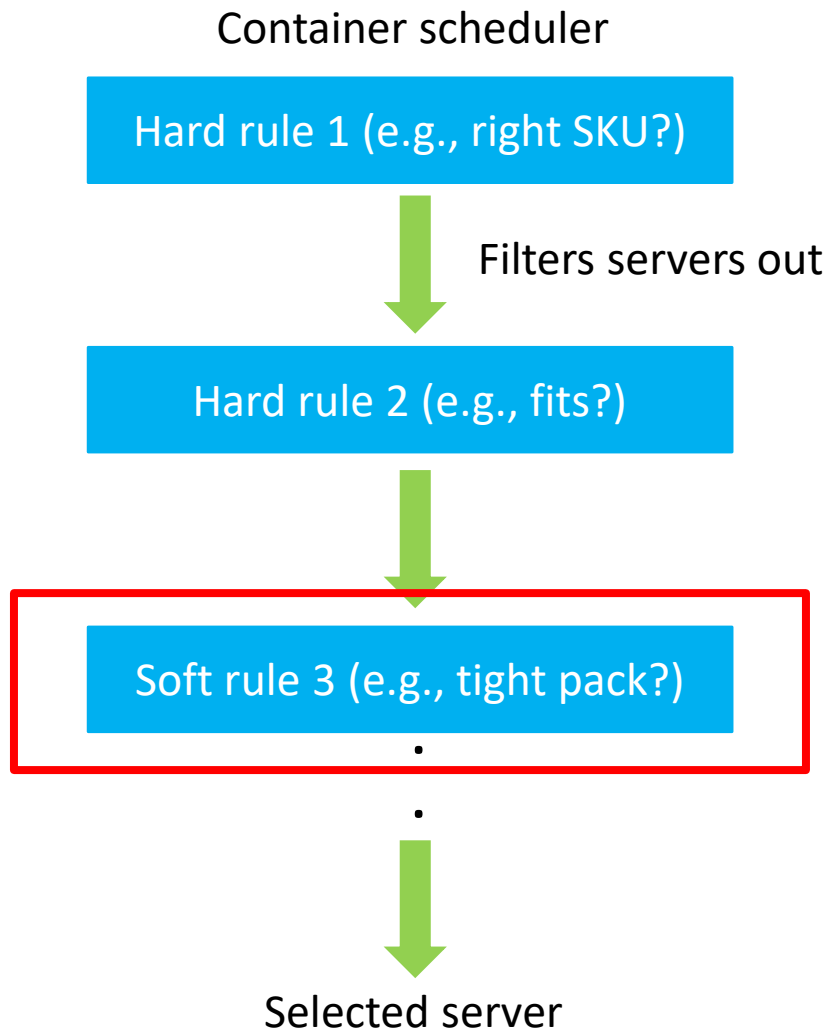 Container scheduler
Hard rule 1 (e.g., right SKU?)
Filters servers out
Hard rule 2 (e.g., fits?)
Soft rule 3 (e.g., tight pack?)
.
.
Selected server